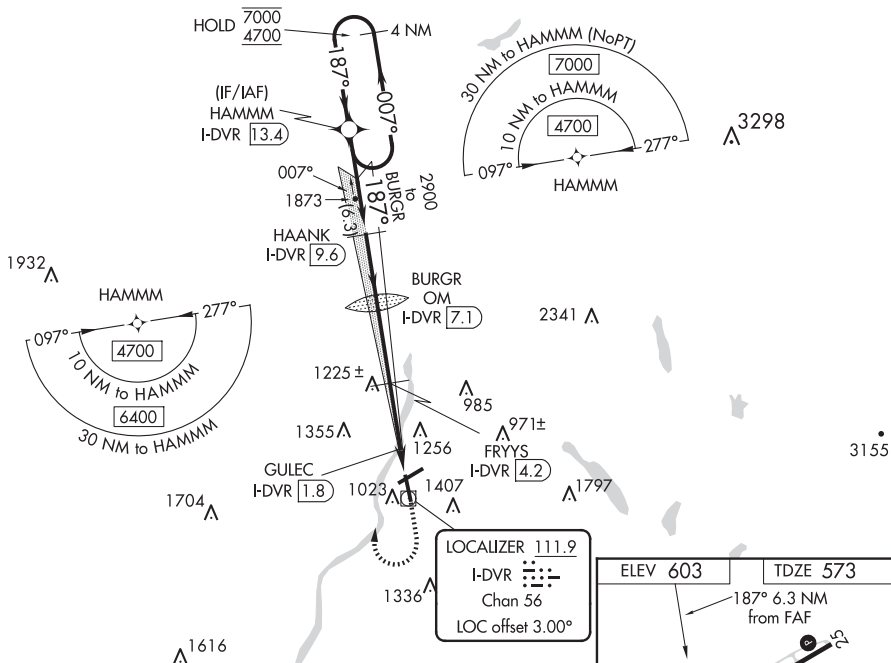 HOLD 7000
4700
4 NM
187°
007°
(IF/IAF)
HAMMM
I-DVR 13.4
30 NM to HAMMM (NoPT)
7000
10 NM to HAMMM
4700
097°
277°
HAMMM
3298
007°
1873
187°
(6.3)
2900
to
BURGR
HAANK
I-DVR 9.6
BURGR
OM
I-DVR 7.1
1932
HAMMM
097°
277°
4700
10 NM to HAMMM
6400
30 NM to HAMMM
2341
1225 ±
985
971±
1355
1256
FRYYS
I-DVR 4.2
3155
GULEC
I-DVR 1.8
1023
1407
1797
1704
LOCALIZER 111.9
I-DVR
Chan 56
LOC offset 3.00°
1336
1616
ELEV 603
TDZE 573
187° 6.3 NM
from FAF
P
25